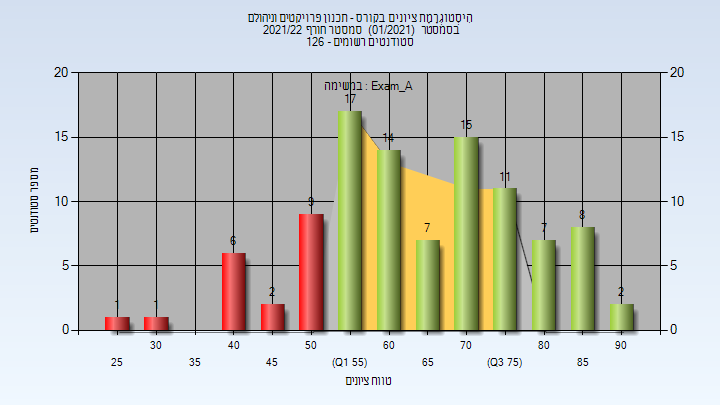 היסטוגרמת ציונים בקורס - תכנון פרויקטים וניהולם
בסמסטר (01/2021) סמסטר חורף 2021/22
סטודנטים רשומים - 126
במשימה : Exam_A
20 20
15 15
10 10
5 5
0 0
מספר סטודנטים
1 1 6 2 9 17 14 7 15 11 7 8 2
30 40 50 60 70 80 90
25 35 45 (Q1 55) 65 (Q3 75) 85
טווח ציונים